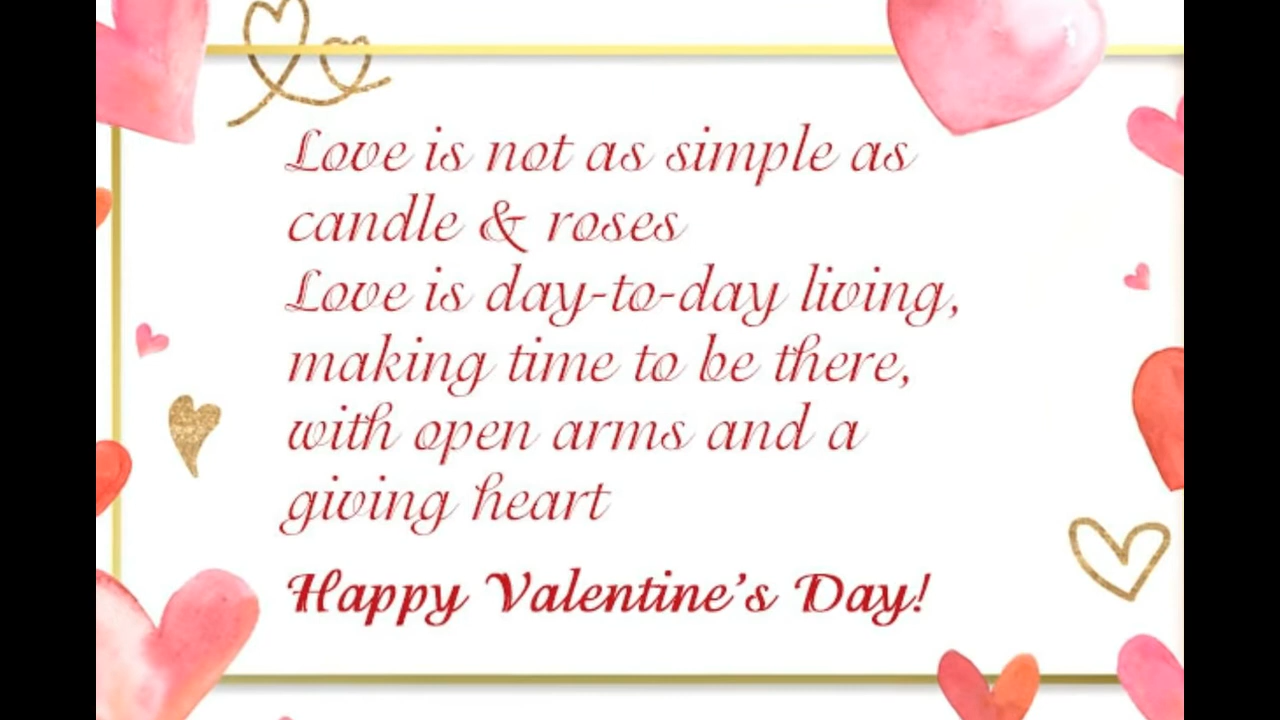 Love is not as simple as
candle & roses
Love is day-to-day living,
making time to be there,
with open arms and a
giving heart
Happy Valentine's Day!